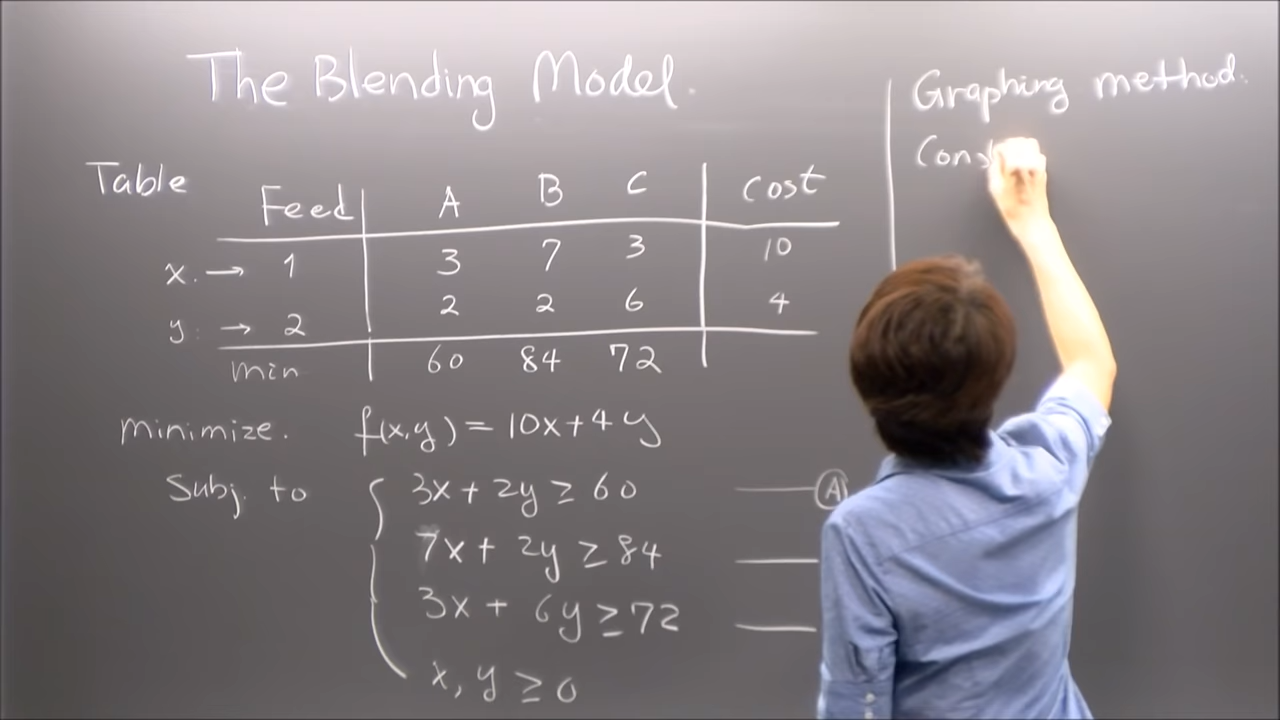 The Blending Model.
Table
Feed A B C Cost
x. → 1 3 7 3 10
y. → 2 2 2 6 4
min 60 84 72
minimize. f(x,y) = 10x+4y
Subj. to 3x + 2y ≥ 60 A
7x + 2y ≥ 84
3x + 6y ≥ 72
x, y ≥ 0
Graphing method.
Cons